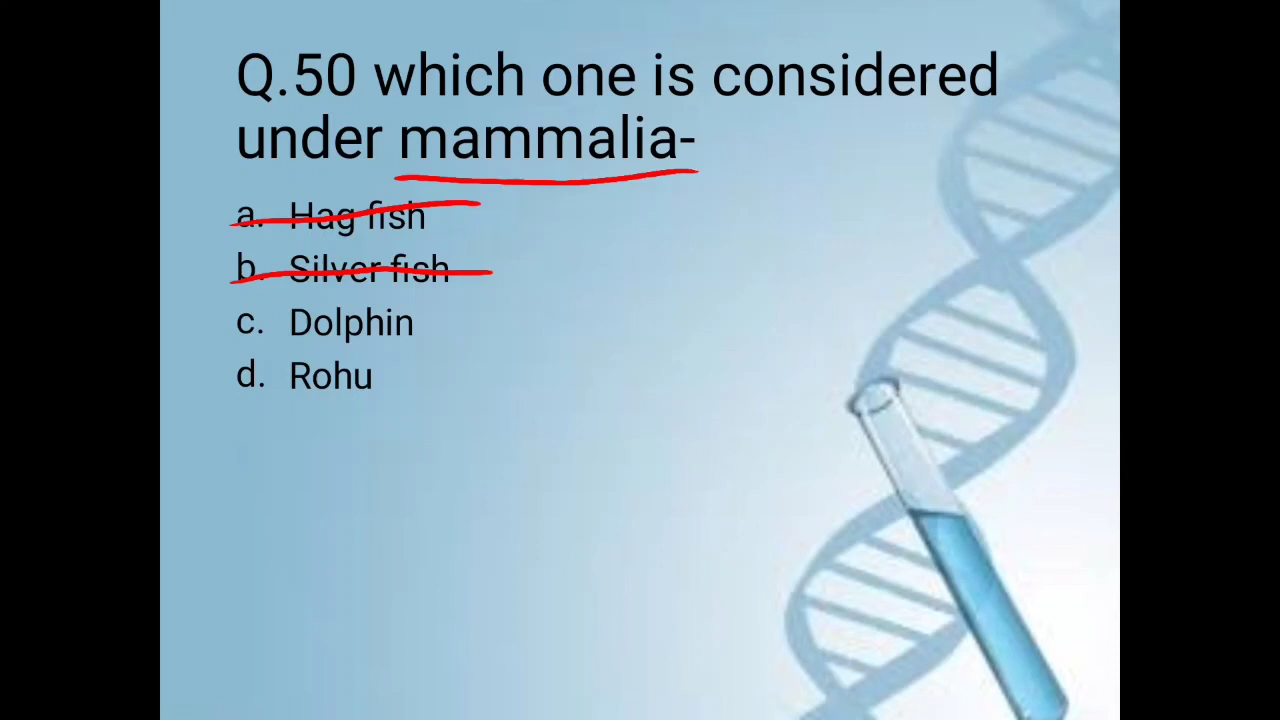 Q.50 which one is considered
under mammalia-
a. Hag fish
b. Silver fish
c. Dolphin
d. Rohu